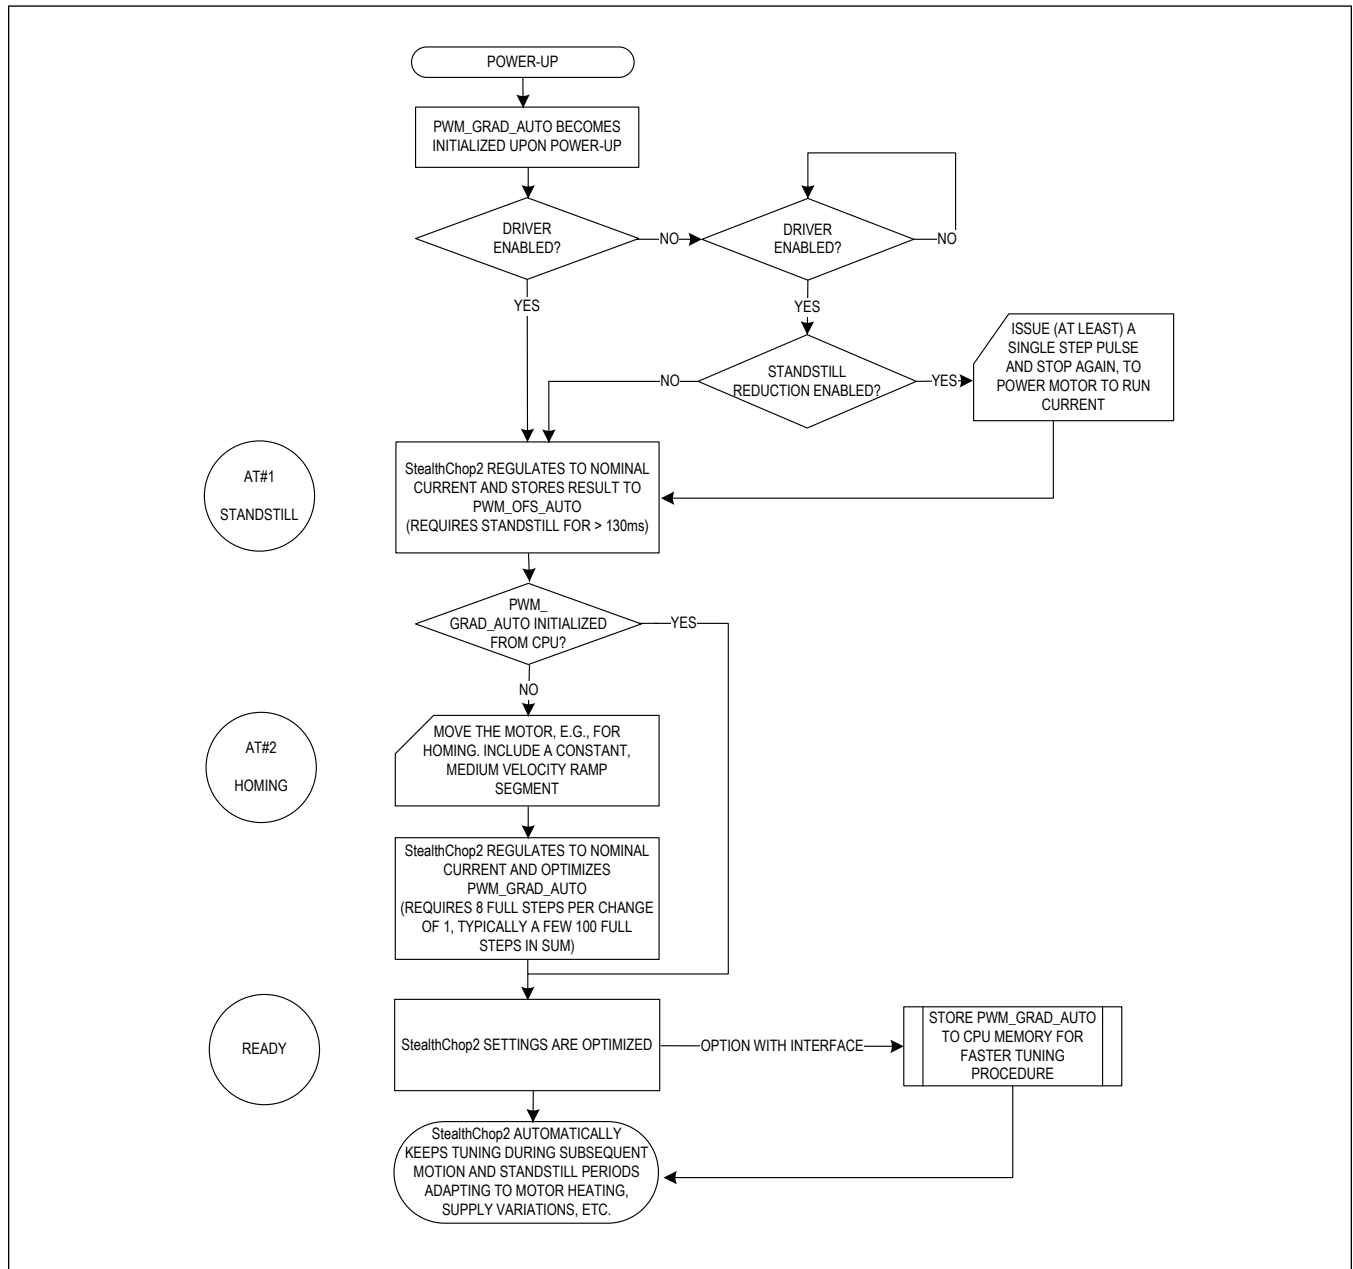 POWER-UP
PWM_GRAD_AUTO BECOMES
INITIALIZED UPON POWER-UP
DRIVER
ENABLED?
NO
DRIVER
ENABLED?
NO
YES
YES
STANDSTILL
REDUCTION ENABLED?
NO
YES
ISSUE (AT LEAST) A
SINGLE STEP PULSE
AND STOP AGAIN, TO
POWER MOTOR TO RUN
CURRENT
AT#1
STANDSTILL
StealthChop2 REGULATES TO NOMINAL
CURRENT AND STORES RESULT TO
PWM_OFS_AUTO
(REQUIRES STANDSTILL FOR > 130ms)
PWM_
GRAD_AUTO INITIALIZED
FROM CPU?
YES
NO
AT#2
HOMING
MOVE THE MOTOR, E.G., FOR
HOMING. INCLUDE A CONSTANT,
MEDIUM VELOCITY RAMP
SEGMENT
StealthChop2 REGULATES TO NOMINAL
CURRENT AND OPTIMIZES
PWM_GRAD_AUTO
(REQUIRES 8 FULL STEPS PER CHANGE
OF 1, TYPICALLY A FEW 100 FULL
STEPS IN SUM)
READY
StealthChop2 SETTINGS ARE OPTIMIZED
OPTION WITH INTERFACE
STORE PWM_GRAD_AUTO
TO CPU MEMORY FOR
FASTER TUNING
PROCEDURE
StealthChop2 AUTOMATICALLY
KEEPS TUNING DURING SUBSEQUENT
MOTION AND STANDSTILL PERIODS
ADAPTING TO MOTOR HEATING,
SUPPLY VARIATIONS, ETC.